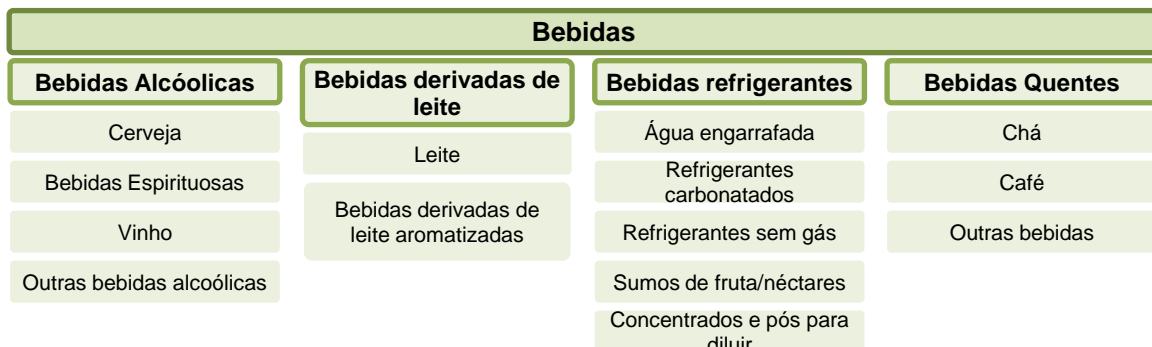 Bebidas
Bebidas Alcóolicas
Cerveja
Bebidas Espirituosas
Vinho
Outras bebidas alcoólicas
Bebidas derivadas de
leite
Leite
Bebidas derivadas de
leite aromatizadas
Bebidas refrigerantes
Água engarrafada
Refrigerantes
carbonatados
Refrigerantes sem gás
Sumos de fruta/néctares
Concentrados e pós para
diluir
Bebidas Quentes
Chá
Café
Outras bebidas